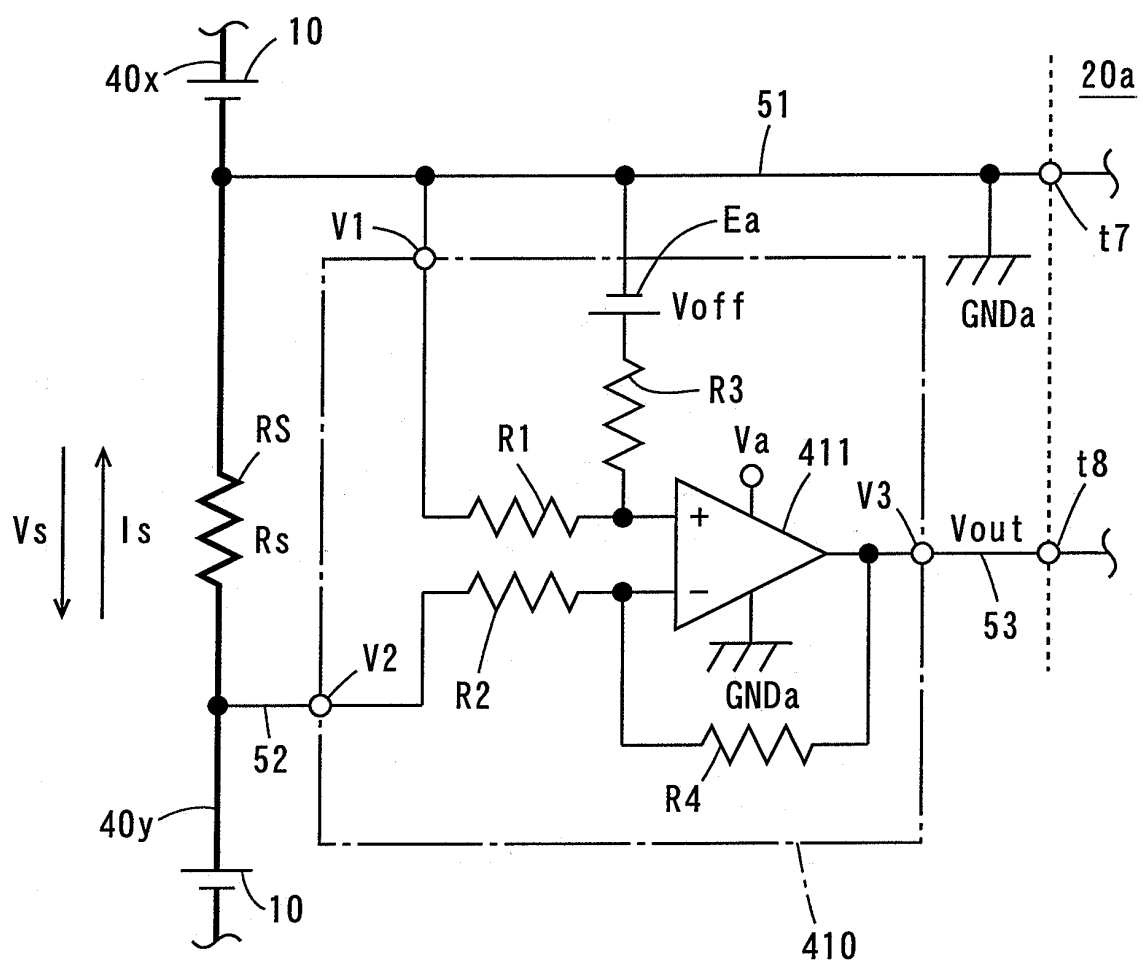 10
40x
20a
51
V1
Ea
t7
Voff
GNDa
R3
RS
R1
Va
411
t8
V3
Vout
Vs
Is
Rs
+
−
53
V2
R2
GNDa
52
R4
40y
10
410